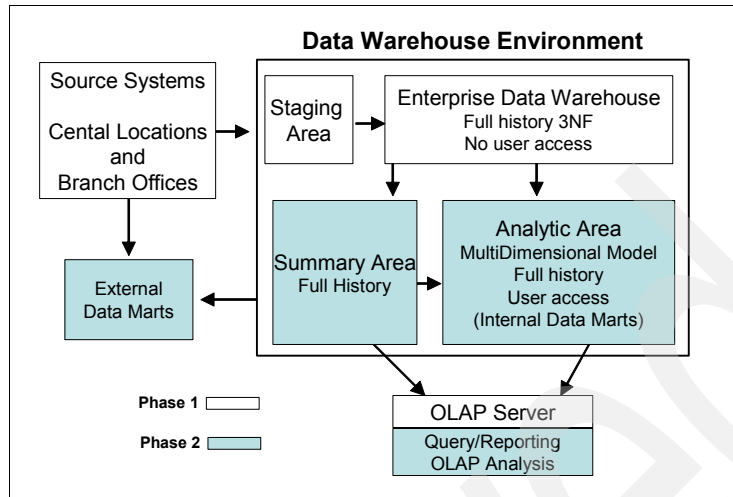 Data Warehouse Environment
Source Systems
Cental Locations
and
Branch Offices
Staging
Area
Enterprise Data Warehouse
Full history 3NF
No user access
Summary Area
Full History
Analytic Area
MultiDimensional Model
Full history
User access
(Internal Data Marts)
External
Data Marts
Phase 1
Phase 2
OLAP Server
Query/Reporting
OLAP Analysis